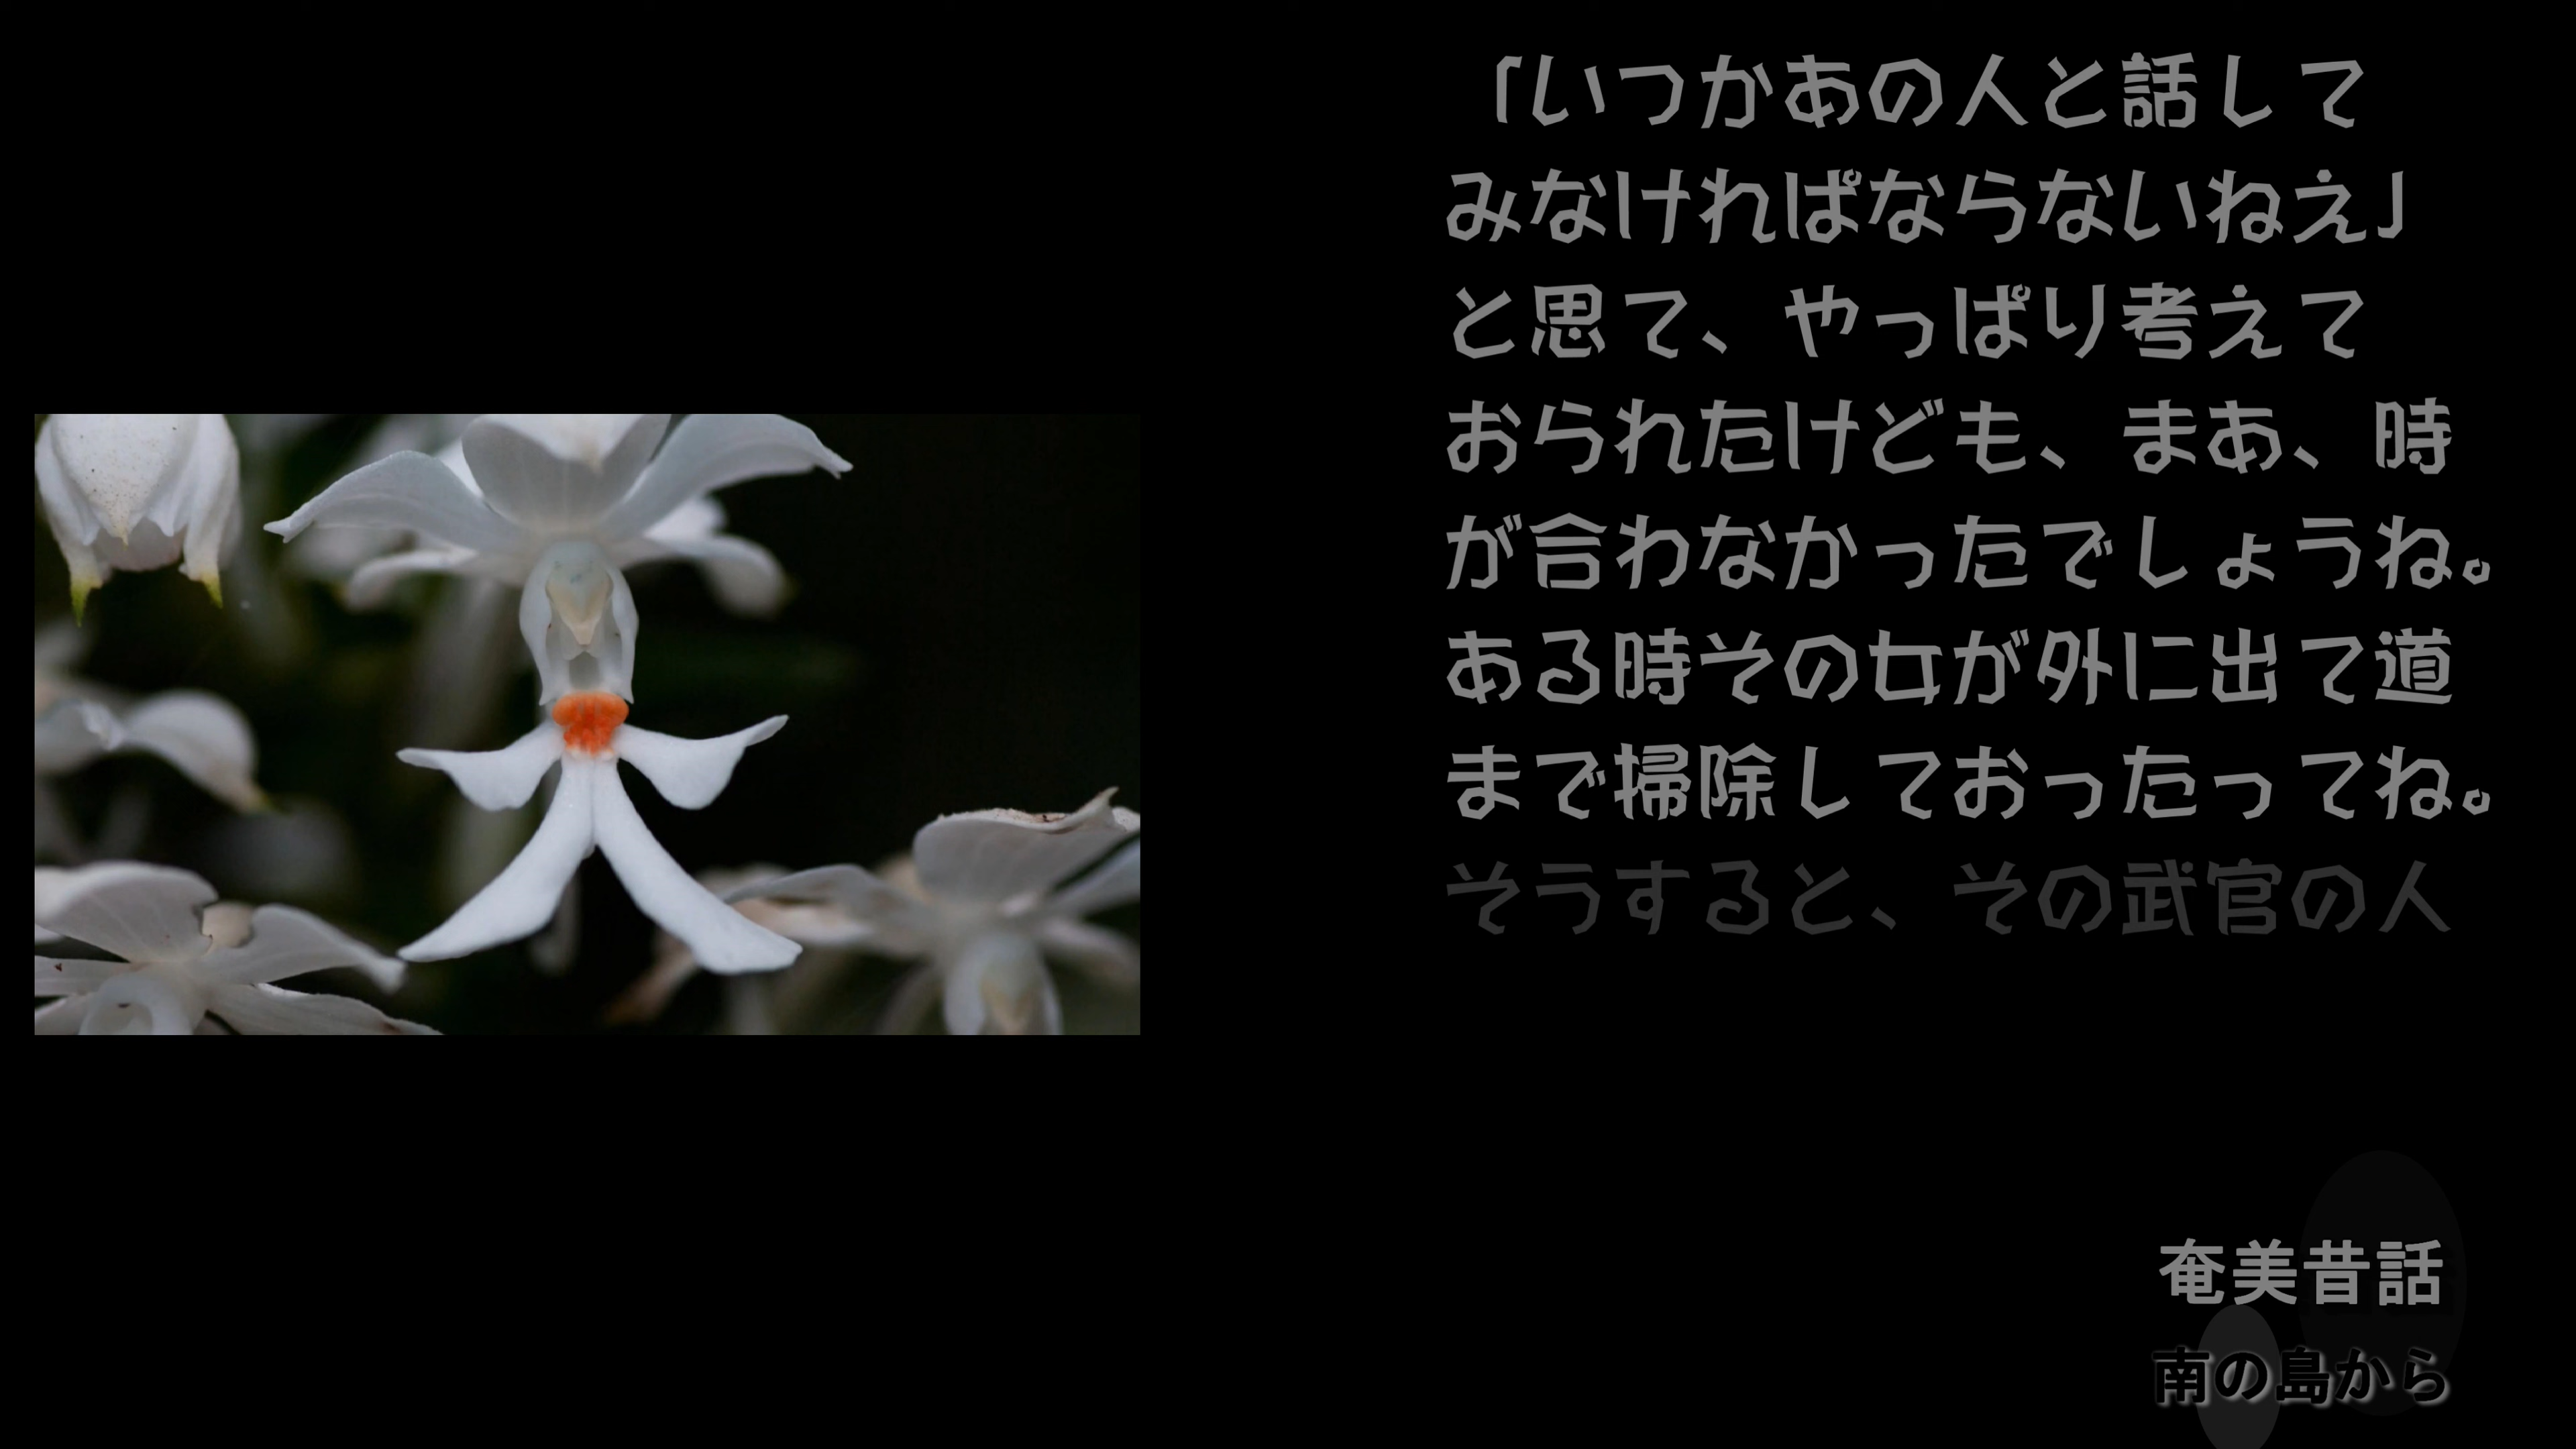 「いつかあの人と話して
みなければならないねえ」
と思て、やっぱり考えて
おられたけども、まあ、時
が合わなかったでしょうね。
ある時その女が外に出て道
まで掃除しておったってね。
そうすると、その武官の人
奄美昔話
南の島から